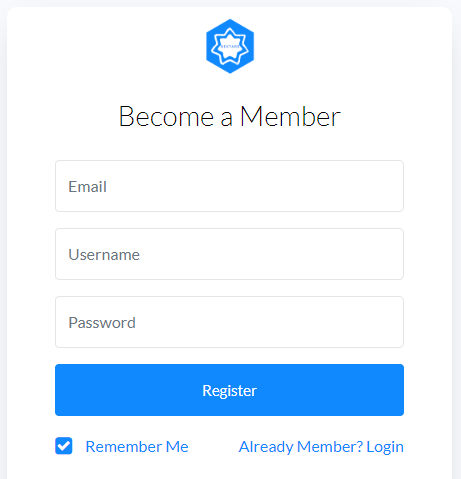 Become a Member
Email
Username
Password
Register
Remember Me
Already Member? Login